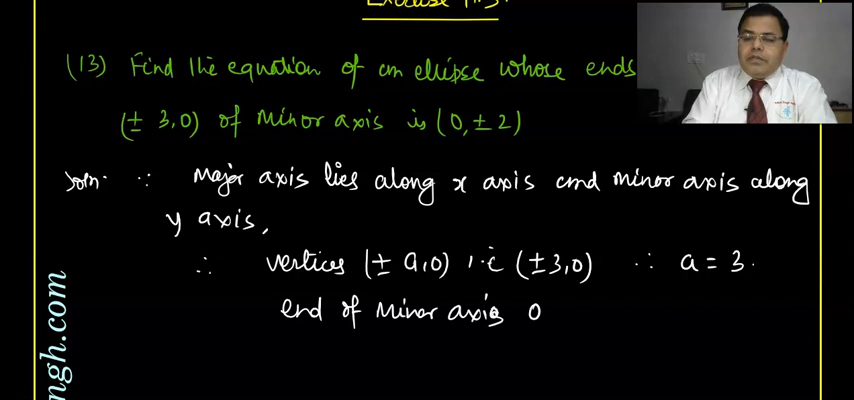 (13) Find the equation of an ellipse whose ends
(± 3,0) of minor axis is (0, ±2)
Soln. ∵ Major axis lies along x axis and minor axis along
y axis,
∴ vertices (± a,0) i.e (±3,0) ∴ a = 3.
end of minor axis 0
ngh.com